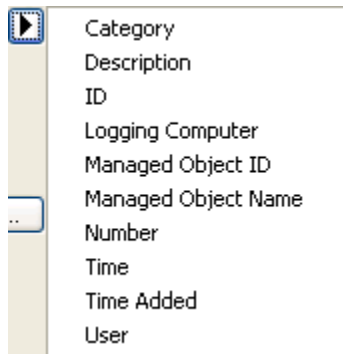 Category
Description
ID
Logging Computer
Managed Object ID
Managed Object Name
..
Number
Time
Time Added
User